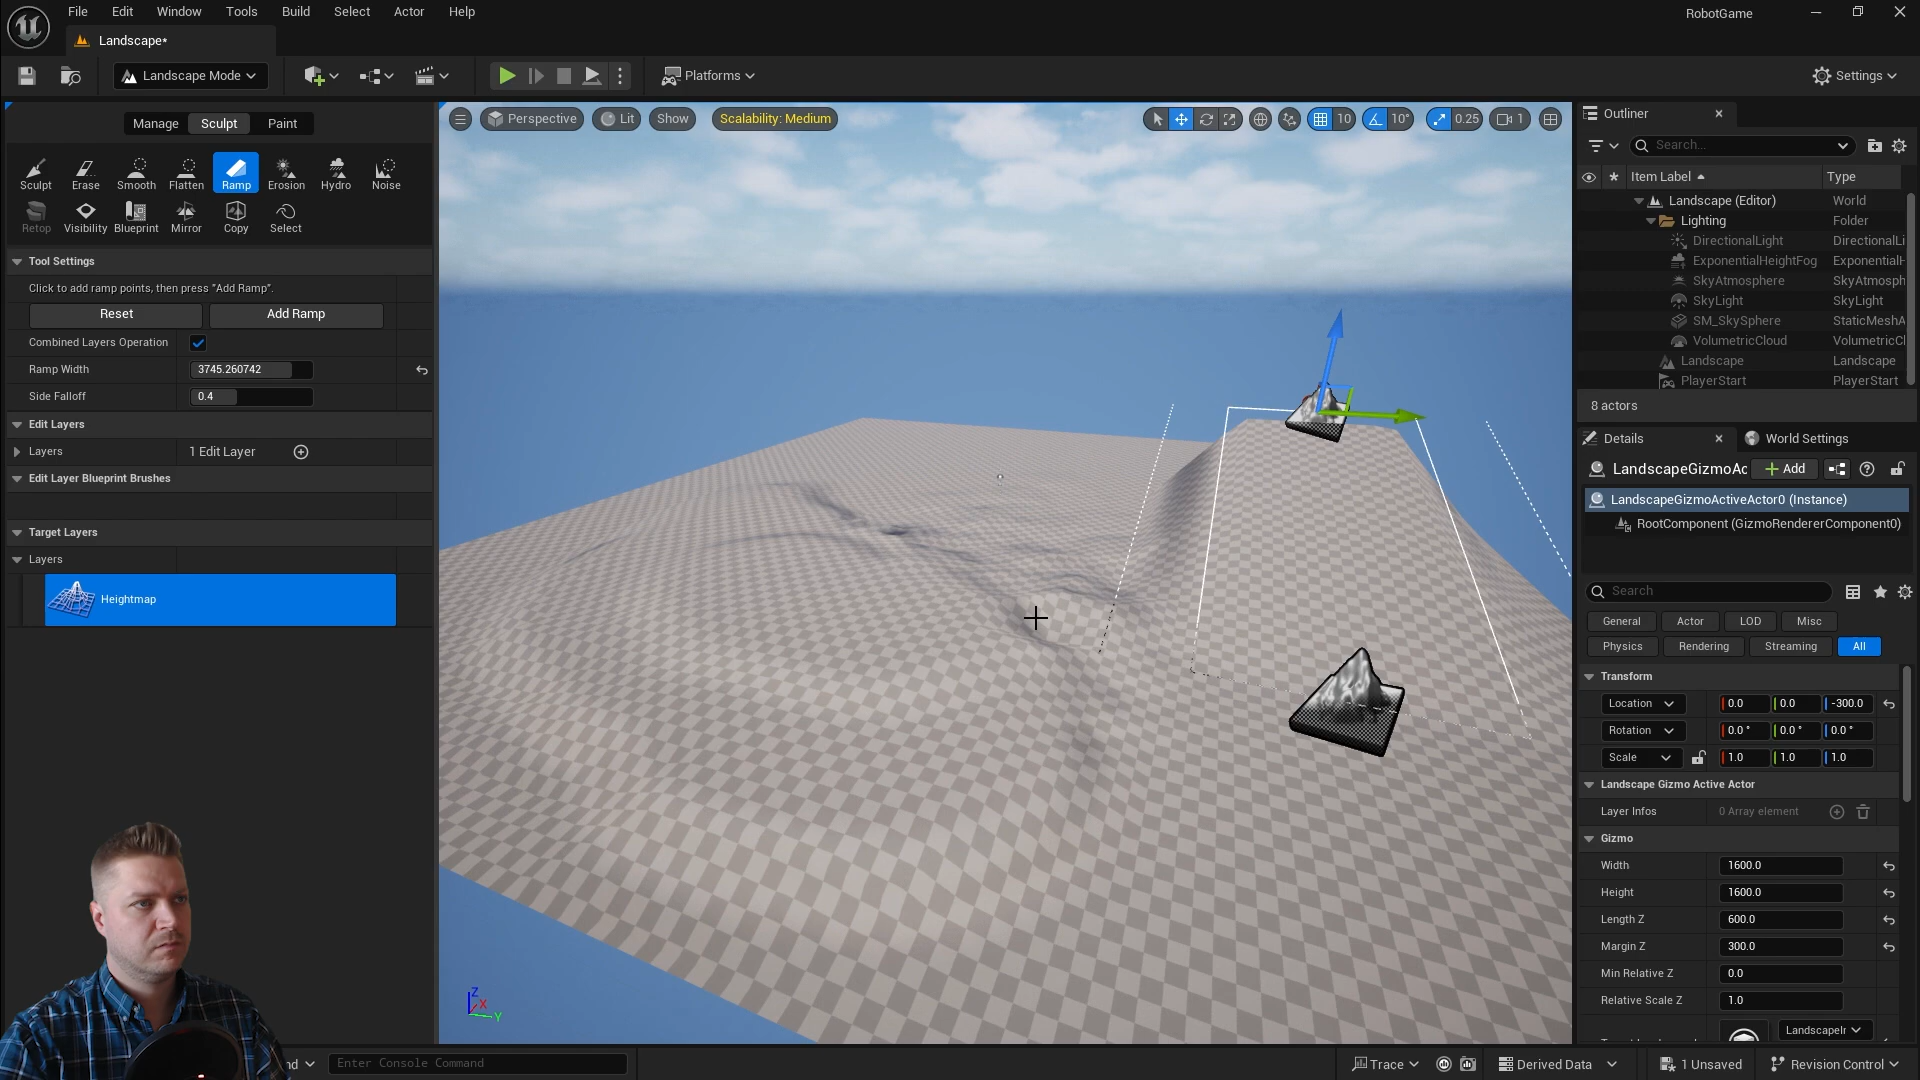 File Edit Window Tools Build Select Actor Help
RobotGame
Landscape*
Landscape Mode
Platforms
Settings
Manage Sculpt Paint
Sculpt Erase Smooth Flatten Ramp Erosion Hydro Noise
Retop Visibility Blueprint Mirror Copy Select
Tool Settings
Click to add ramp points, then press "Add Ramp".
Reset Add Ramp
Combined Layers Operation
Ramp Width 3745.260742
Side Falloff 0.4
Edit Layers
Layers 1 Edit Layer
Edit Layer Blueprint Brushes
Target Layers
Layers
Heightmap
Perspective Lit Show Scalability: Medium
10 10° 0.25 1
Z
X
Y
Outliner
Search...
Item Label Type
Landscape (Editor) World
Lighting Folder
DirectionalLight DirectionalLi
ExponentialHeightFog ExponentialH
SkyAtmosphere SkyAtmosph
SkyLight SkyLight
SM_SkySphere StaticMeshA
VolumetricCloud VolumetricCl
Landscape Landscape
PlayerStart PlayerStart
8 actors
Details World Settings
LandscapeGizmoAc Add
LandscapeGizmoActiveActor0 (Instance)
RootComponent (GizmoRendererComponent0)
Search
General Actor LOD Misc
Physics Rendering Streaming All
Transform
Location 0.0 0.0 -300.0
Rotation 0.0 ° 0.0 ° 0.0 °
Scale 1.0 1.0 1.0
Landscape Gizmo Active Actor
Layer Infos 0 Array element
Gizmo
Width 1600.0
Height 1600.0
Length Z 600.0
Margin Z 300.0
Min Relative Z 0.0
Relative Scale Z 1.0
LandscapeIr
nd Enter Console Command
Trace Derived Data 1 Unsaved Revision Control